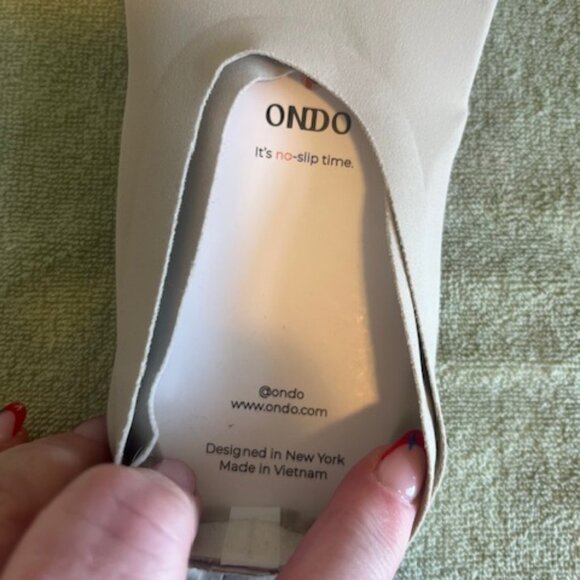 ONDO
It's no-slip time.
@ondo
www.ondo.com
Designed in New York
Made in Vietnam